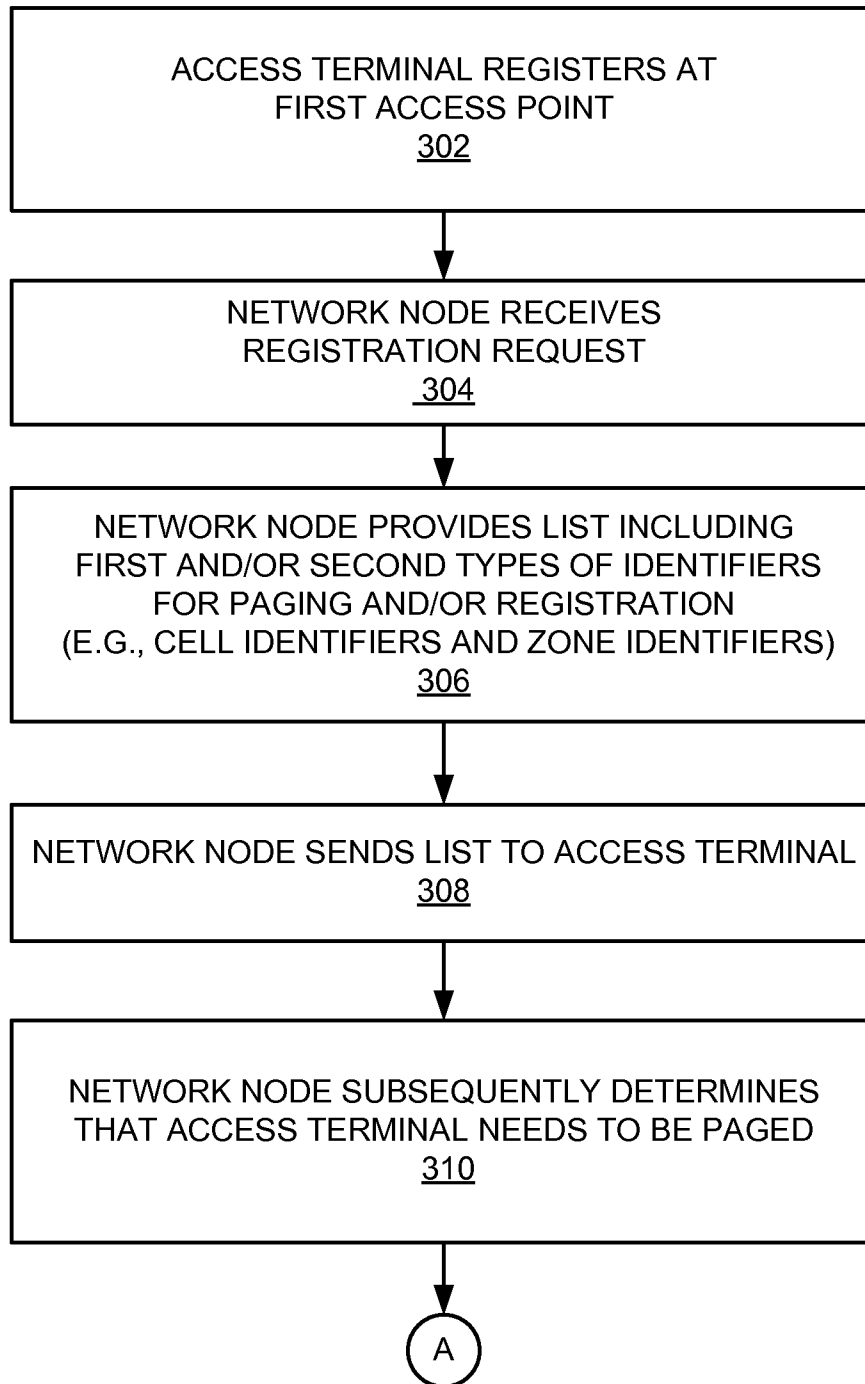 ACCESS TERMINAL REGISTERS AT
FIRST ACCESS POINT
302
NETWORK NODE RECEIVES
REGISTRATION REQUEST
304
NETWORK NODE PROVIDES LIST INCLUDING
FIRST AND/OR SECOND TYPES OF IDENTIFIERS
FOR PAGING AND/OR REGISTRATION
(E.G., CELL IDENTIFIERS AND ZONE IDENTIFIERS)
306
NETWORK NODE SENDS LIST TO ACCESS TERMINAL
308
NETWORK NODE SUBSEQUENTLY DETERMINES
THAT ACCESS TERMINAL NEEDS TO BE PAGED
310
A